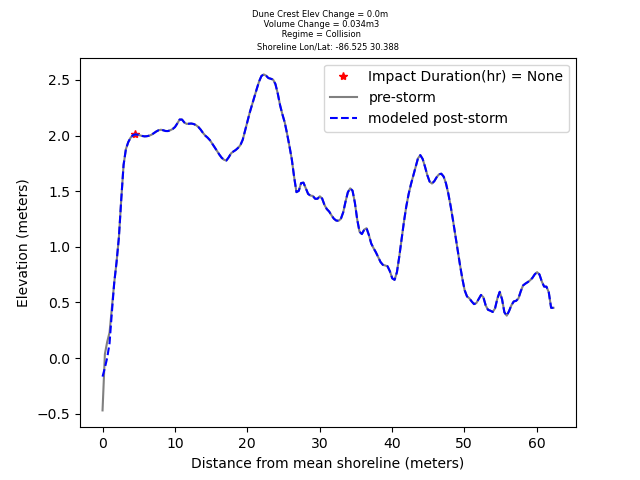 Dune Crest Elev Change = 0.0m
Volume Change = 0.034m3
Regime = Collision
Shoreline Lon/Lat: -86.525 30.388
Impact Duration(hr) = None
pre-storm
modeled post-storm
2.5
2.0
1.5
1.0
0.5
0.0
−0.5
Elevation (meters)
0 10 20 30 40 50 60
Distance from mean shoreline (meters)